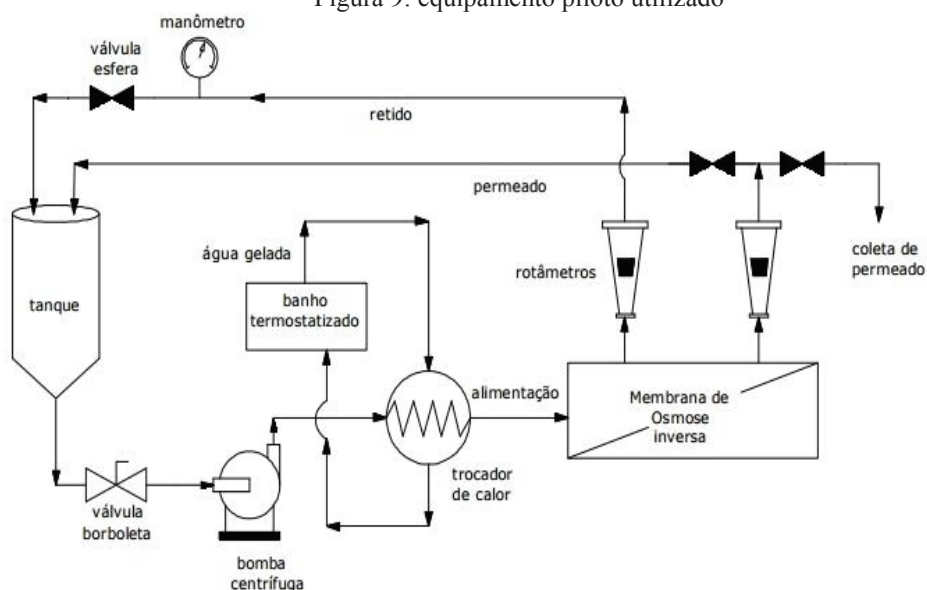 Figura 9: equipamento piloto utilizado
manômetro
válvula
esfera
retido
permeado
coleta de
permeado
água gelada
rotâmetros
tanque
banho
termostatizado
alimentação
Membrana de
Osmose
inversa
trocador
de calor
válvula
borboleta
bomba
centrífuga